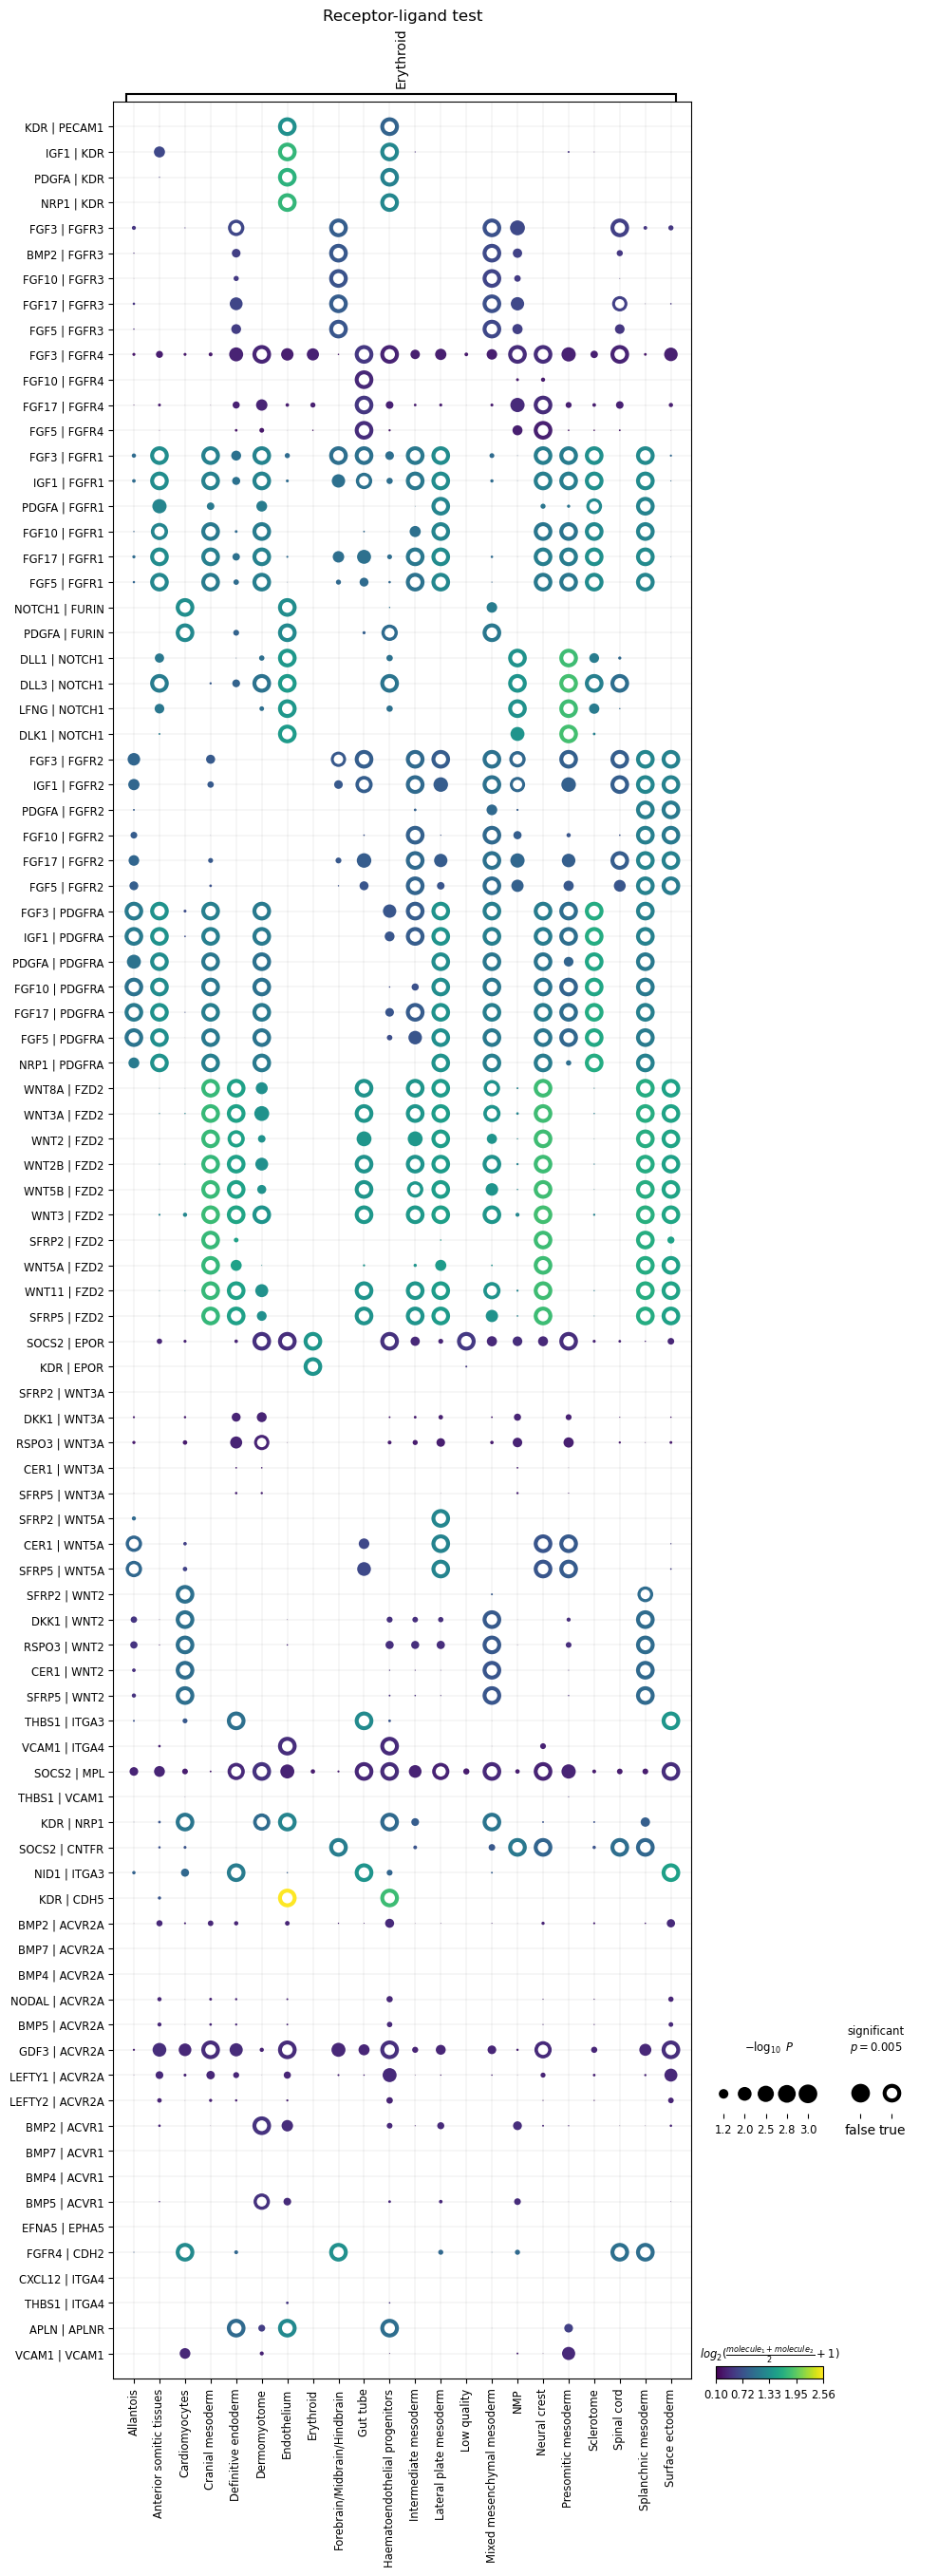 Receptor-ligand test
Erythroid
KDR | PECAM1
IGF1 | KDR
PDGFA | KDR
NRP1 | KDR
FGF3 | FGFR3
BMP2 | FGFR3
FGF10 | FGFR3
FGF17 | FGFR3
FGF5 | FGFR3
FGF3 | FGFR4
FGF10 | FGFR4
FGF17 | FGFR4
FGF5 | FGFR4
FGF3 | FGFR1
IGF1 | FGFR1
PDGFA | FGFR1
FGF10 | FGFR1
FGF17 | FGFR1
FGF5 | FGFR1
NOTCH1 | FURIN
PDGFA | FURIN
DLL1 | NOTCH1
DLL3 | NOTCH1
LFNG | NOTCH1
DLK1 | NOTCH1
FGF3 | FGFR2
IGF1 | FGFR2
PDGFA | FGFR2
FGF10 | FGFR2
FGF17 | FGFR2
FGF5 | FGFR2
FGF3 | PDGFRA
IGF1 | PDGFRA
PDGFA | PDGFRA
FGF10 | PDGFRA
FGF17 | PDGFRA
FGF5 | PDGFRA
NRP1 | PDGFRA
WNT8A | FZD2
WNT3A | FZD2
WNT2 | FZD2
WNT2B | FZD2
WNT5B | FZD2
WNT3 | FZD2
SFRP2 | FZD2
WNT5A | FZD2
WNT11 | FZD2
SFRP5 | FZD2
SOCS2 | EPOR
KDR | EPOR
SFRP2 | WNT3A
DKK1 | WNT3A
RSPO3 | WNT3A
CER1 | WNT3A
SFRP5 | WNT3A
SFRP2 | WNT5A
CER1 | WNT5A
SFRP5 | WNT5A
SFRP2 | WNT2
DKK1 | WNT2
RSPO3 | WNT2
CER1 | WNT2
SFRP5 | WNT2
THBS1 | ITGA3
VCAM1 | ITGA4
SOCS2 | MPL
THBS1 | VCAM1
KDR | NRP1
SOCS2 | CNTFR
NID1 | ITGA3
KDR | CDH5
BMP2 | ACVR2A
BMP7 | ACVR2A
BMP4 | ACVR2A
NODAL | ACVR2A
BMP5 | ACVR2A
GDF3 | ACVR2A
LEFTY1 | ACVR2A
LEFTY2 | ACVR2A
BMP2 | ACVR1
BMP7 | ACVR1
BMP4 | ACVR1
BMP5 | ACVR1
EFNA5 | EPHA5
FGFR4 | CDH2
CXCL12 | ITGA4
THBS1 | ITGA4
APLN | APLNR
VCAM1 | VCAM1
Allantois
Anterior somitic tissues
Cardiomyocytes
Cranial mesoderm
Definitive endoderm
Dermomyotome
Endothelium
Erythroid
Forebrain/Midbrain/Hindbrain
Gut tube
Haematoendothelial progenitors
Intermediate mesoderm
Lateral plate mesoderm
Low quality
Mixed mesenchymal mesoderm
NMP
Neural crest
Presomitic mesoderm
Sclerotome
Spinal cord
Splanchnic mesoderm
Surface ectoderm
−log10 P
1.2 2.0 2.5 2.8 3.0
significant
p = 0.005
false true
log2((molecule1 + molecule2)/2 + 1)
0.10 0.72 1.33 1.95 2.56